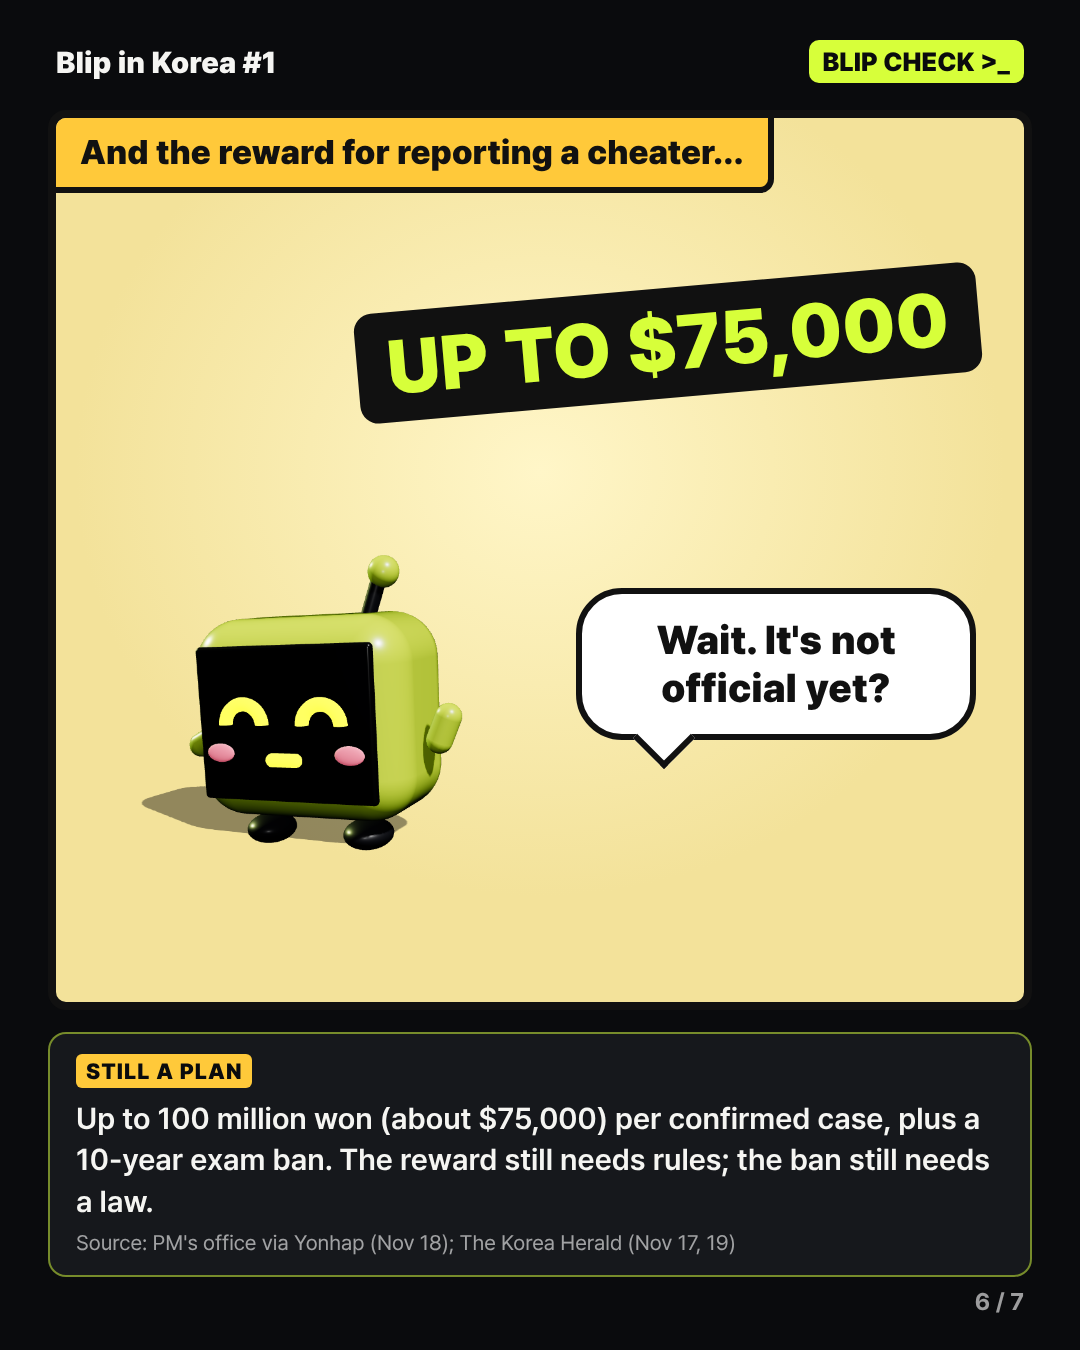 Blip in Korea #1
BLIP CHECK >_
And the reward for reporting a cheater...
UP TO $75,000
Wait. It's not
official yet?
STILL A PLAN
Up to 100 million won (about $75,000) per confirmed case, plus a
10-year exam ban. The reward still needs rules; the ban still needs
a law.
Source: PM's office via Yonhap (Nov 18); The Korea Herald (Nov 17, 19)
6 / 7